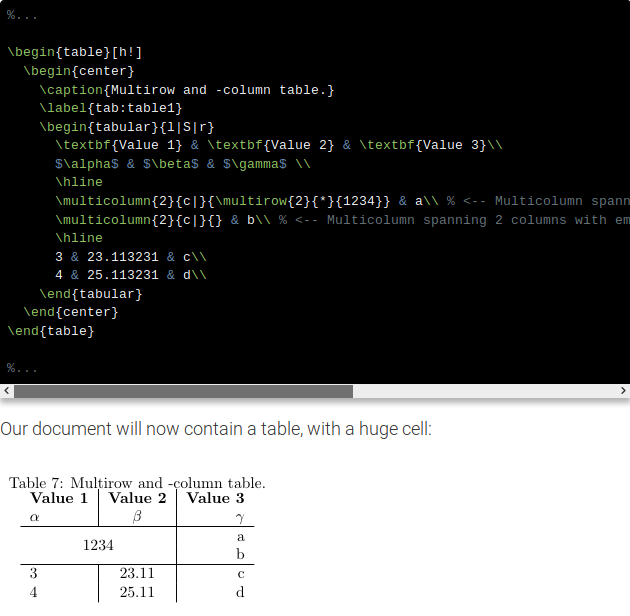 %...
\begin{table}[h!]
\begin{center}
\caption{Multirow and -column table.}
\label{tab:table1}
\begin{tabular}{l|S|r}
\textbf{Value 1} & \textbf{Value 2} & \textbf{Value 3}\\
$\alpha$ & $\beta$ & $\gamma$ \\
\hline
\multicolumn{2}{c|}{\multirow{2}{*}{1234}} & a\\ % <-- Multicolumn spann
\multicolumn{2}{c|}{} & b\\ % <-- Multicolumn spanning 2 columns with em
\hline
3 & 23.113231 & c\\
4 & 25.113231 & d\\
\end{tabular}
\end{center}
\end{table}
%...
Our document will now contain a table, with a huge cell:
Table 7: Multirow and -column table.
Value 1 Value 2 Value 3
α β γ
a
1234
b
3 23.11 c
4 25.11 d